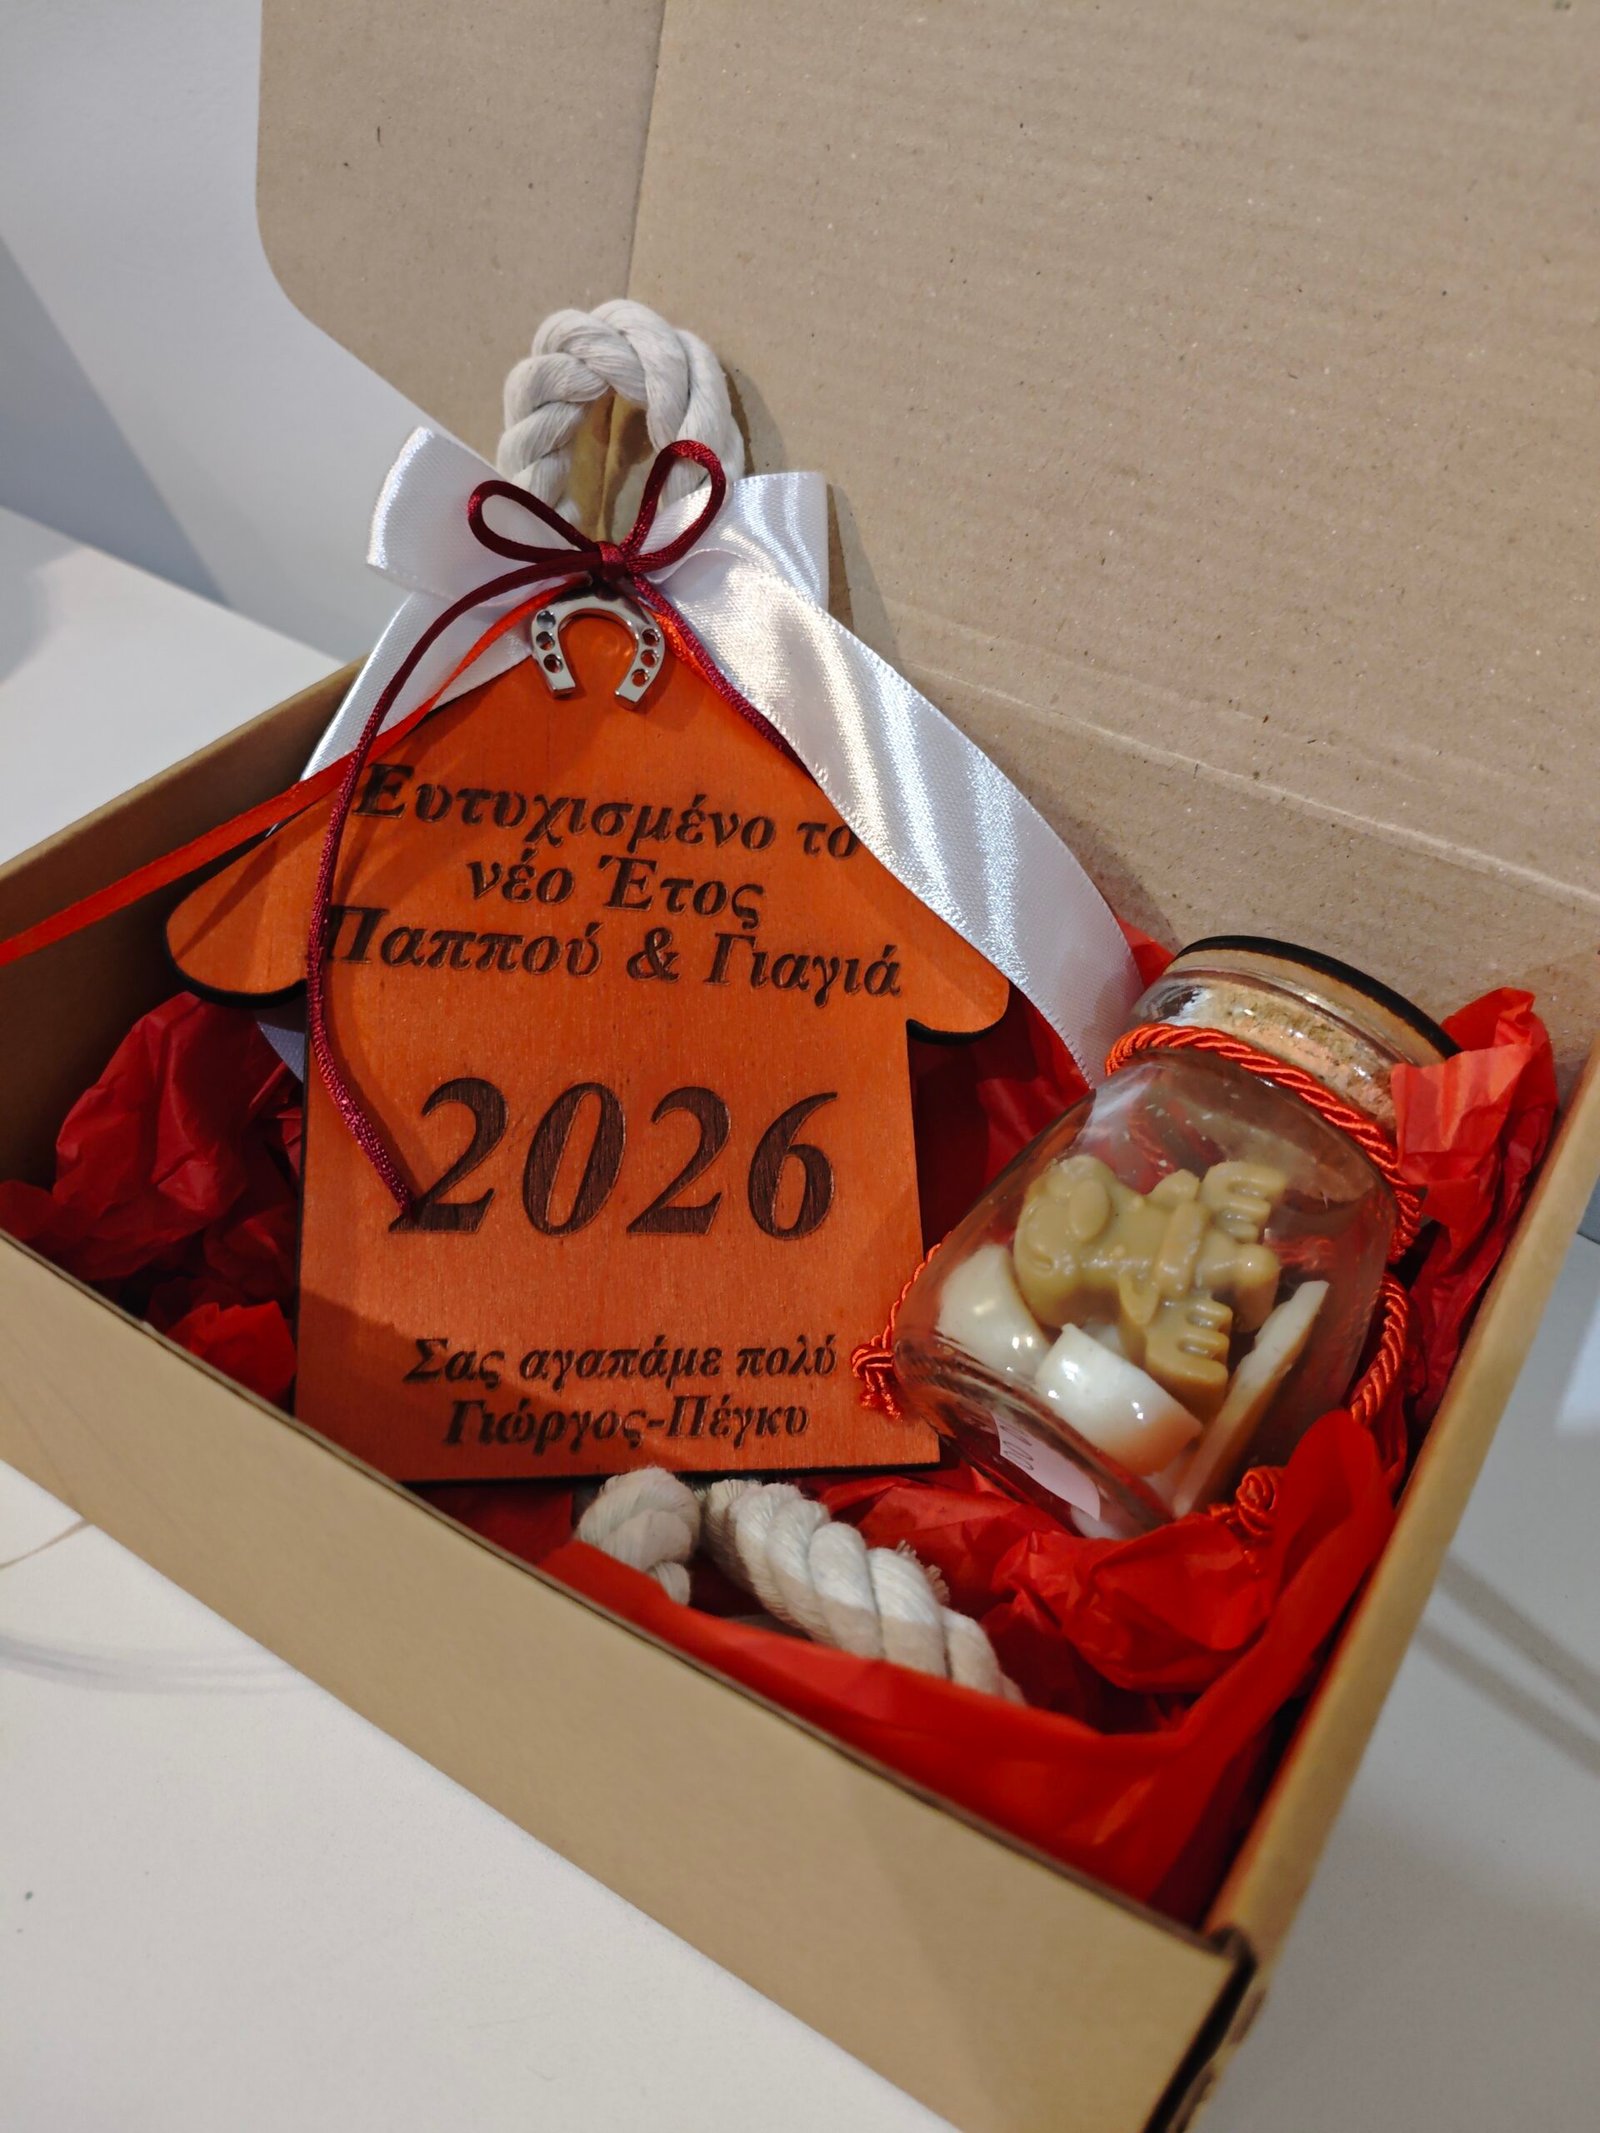 Ευτυχισμένο το
νέο Έτος
Παππού & Γιαγιά
2026
Σας αγαπάμε πολύ
Γιώργος-Πέγκυ